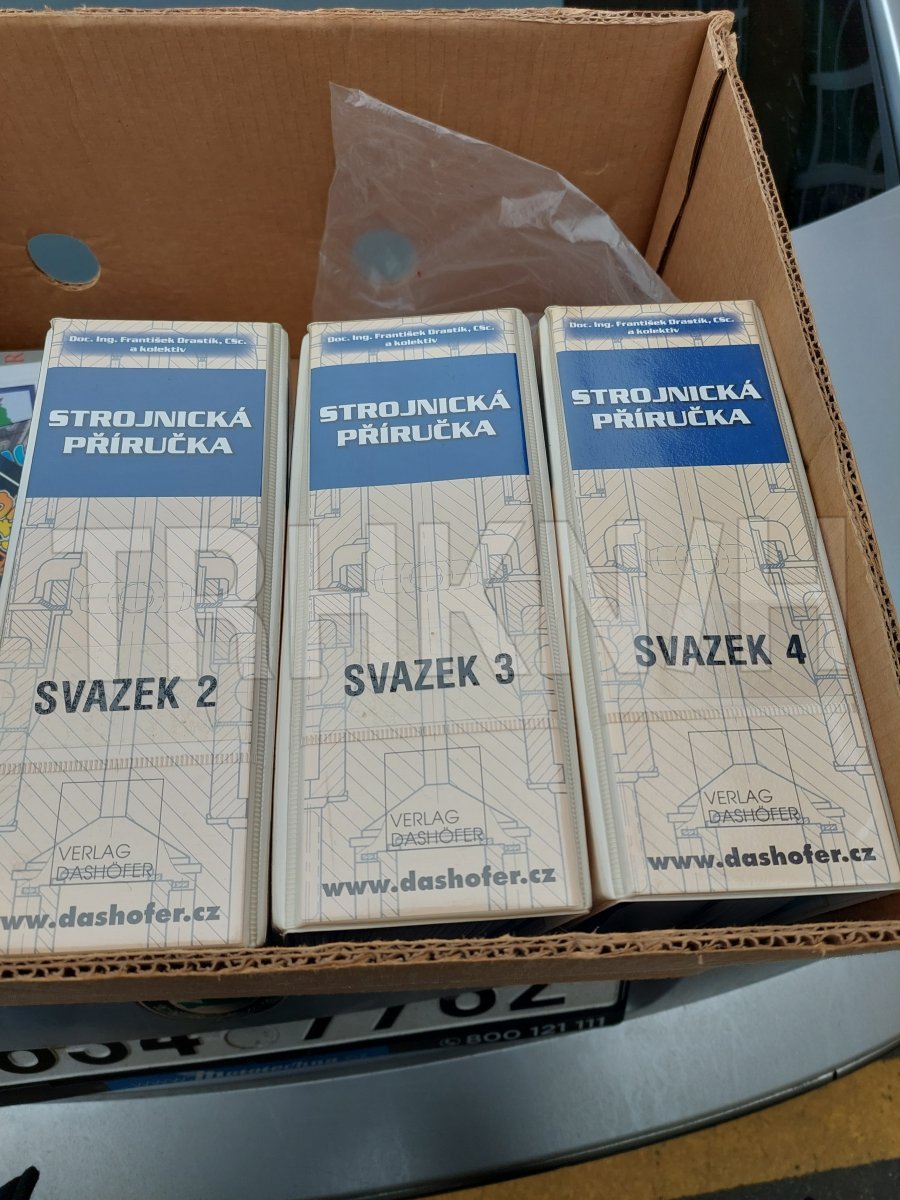 Doc. Ing. František Drastík, CSc.
a kolektiv
STROJNICKÁ
PŘÍRUČKA
SVAZEK 2
VERLAG
DASHÖFER
www.dashofer.cz
Doc. Ing. František Drastík, CSc.
a kolektiv
STROJNICKÁ
PŘÍRUČKA
SVAZEK 3
VERLAG
DASHÖFER
www.dashofer.cz
Doc. Ing. František Drastík, CSc.
a kolektiv
STROJNICKÁ
PŘÍRUČKA
SVAZEK 4
VERLAG
DASHÖFER
www.dashofer.cz
TRHKNIH
800 121 111